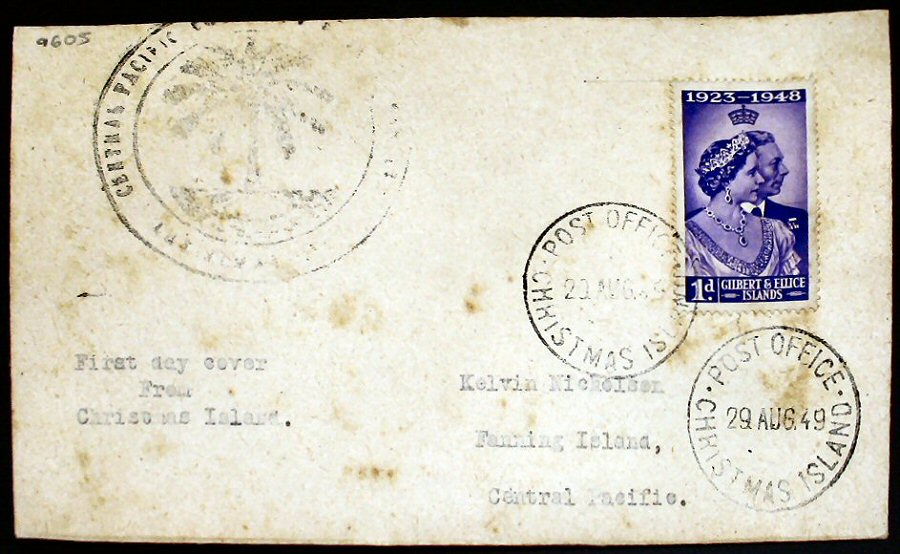 9605
CENTRAL PACIFIC
1923-1948
1d. GILBERT & ELLICE
ISLANDS
POST OFFICE
29 AUG. 49
CHRISTMAS ISLAND
First day cover
From
Christmas Island.
Kelvin Nicholson
Fanning Island,
Central Pacific.
POST OFFICE
29 AUG. 49
CHRISTMAS ISLAND